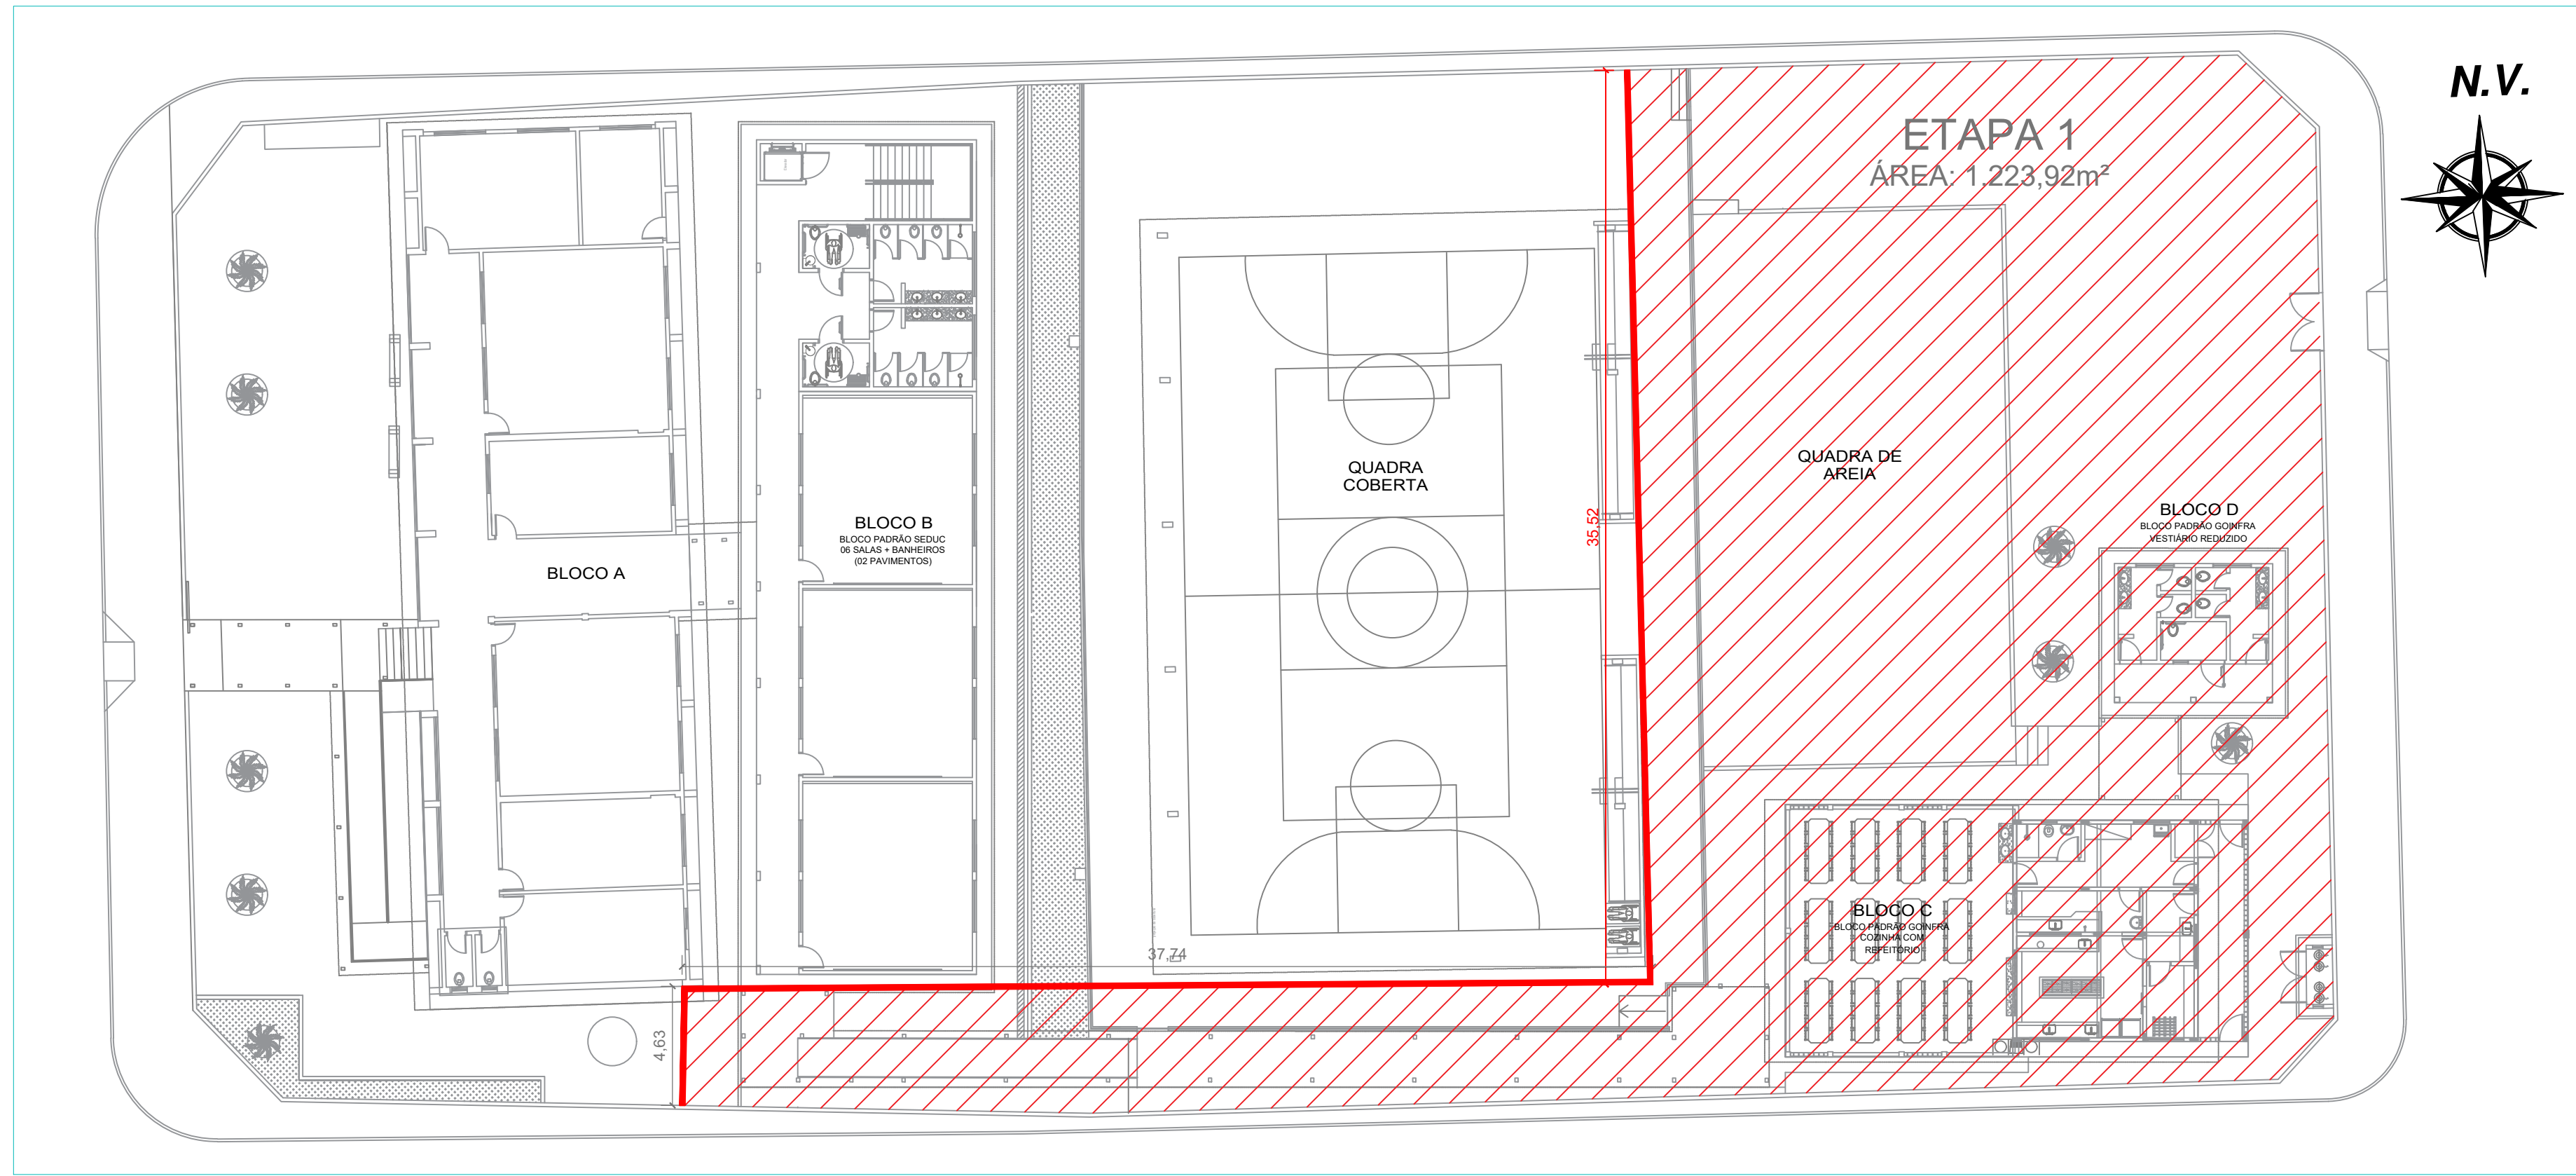 N.V.
ETAPA 1
ÁREA: 1.223,92m²
QUADRA
COBERTA
QUADRA DE
AREIA
35,52
BLOCO D
BLOCO PADRÃO GOINFRA
VESTIÁRIO REDUZIDO
BLOCO B
BLOCO PADRÃO SEDUC
06 SALAS + BANHEIROS
(02 PAVIMENTOS)
BLOCO A
BLOCO C
BLOCO PADRÃO GOINFRA
COZINHA COM
REFEITÓRIO
37,74
4,63